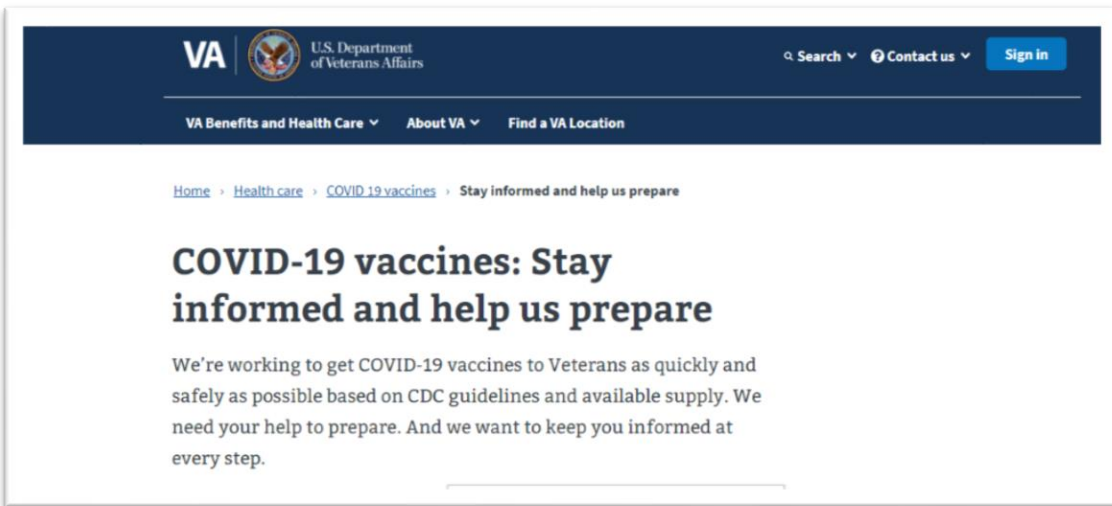 VA
U.S. Department
of Veterans Affairs
Search
Contact us
Sign in
VA Benefits and Health Care
About VA
Find a VA Location
Home › Health care › COVID 19 vaccines › Stay informed and help us prepare
COVID-19 vaccines: Stay
informed and help us prepare
We're working to get COVID-19 vaccines to Veterans as quickly and
safely as possible based on CDC guidelines and available supply. We
need your help to prepare. And we want to keep you informed at
every step.